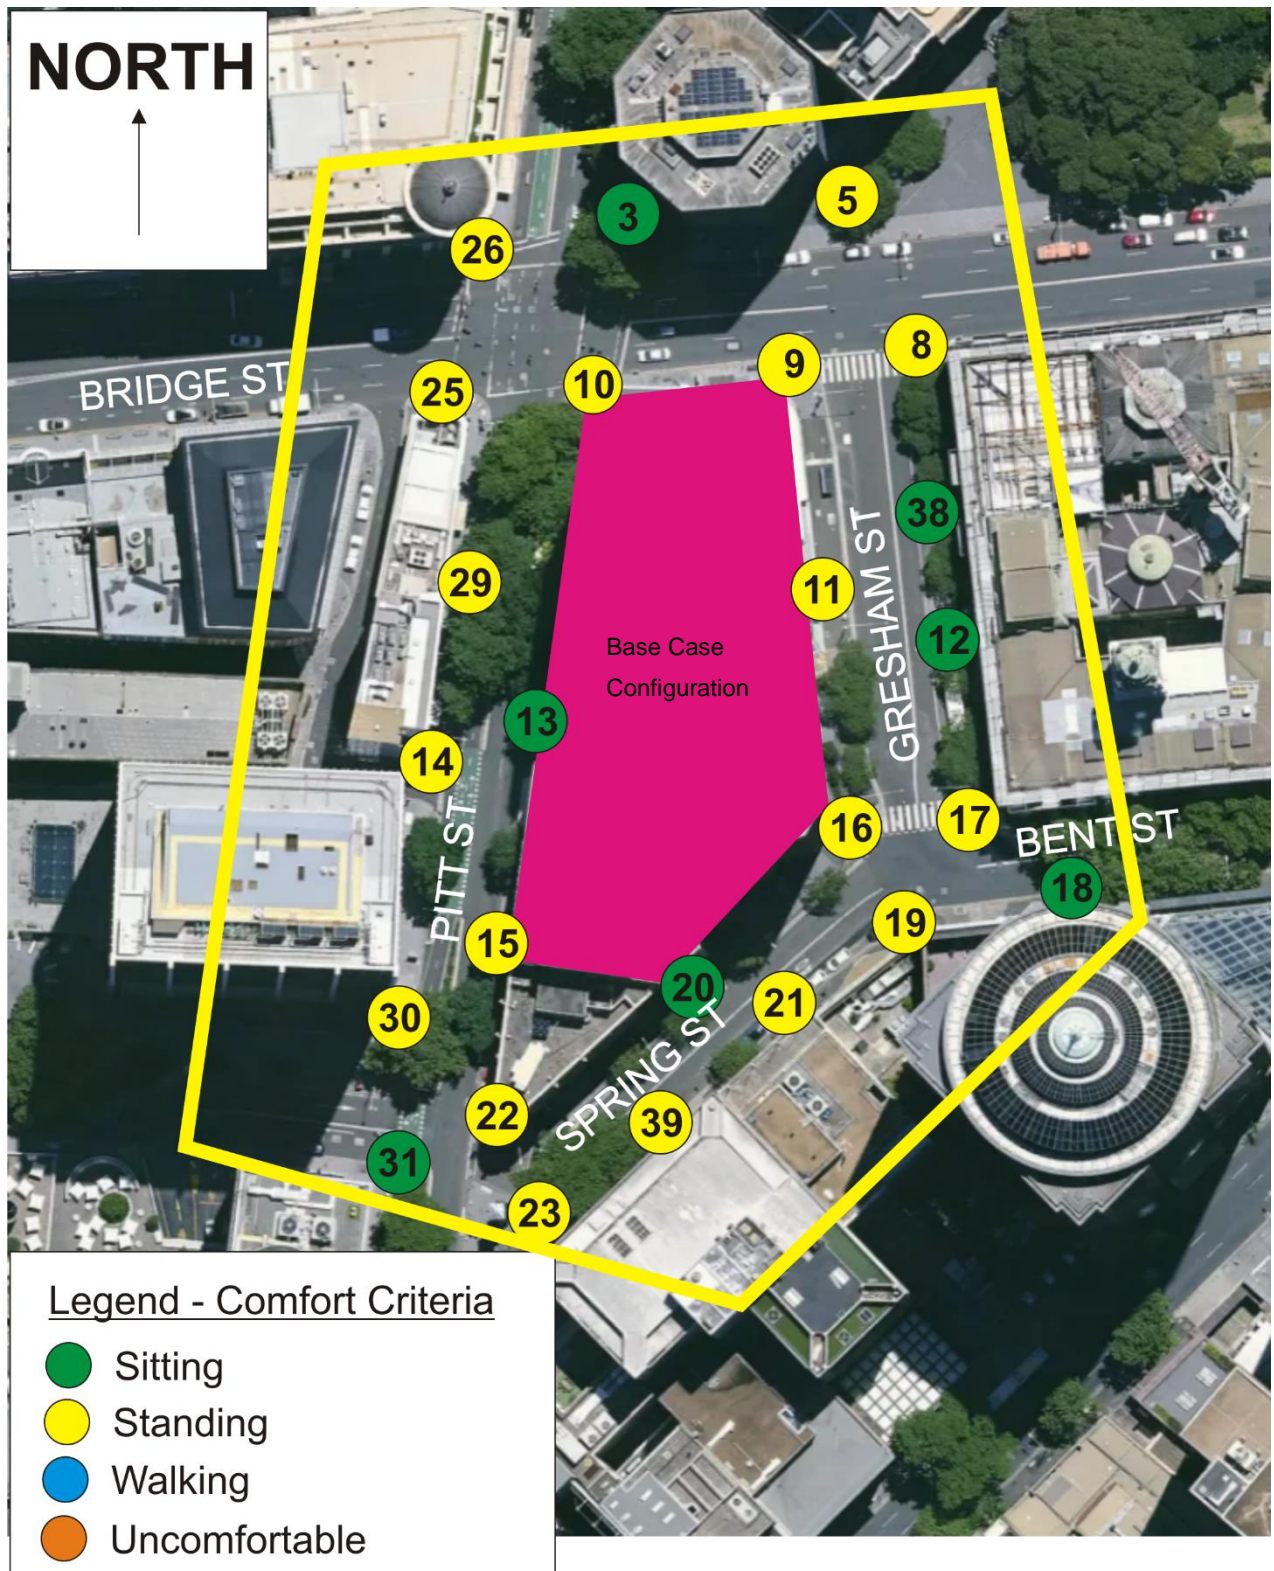 NORTH
3
5
26
8
9
BRIDGE ST
25
10
38
29
11
GRESHAM ST
12
Base Case
Configuration
13
14
PITT ST
16
17
BENT ST
18
15
19
20
21
30
SPRING ST
22
39
31
23
Legend - Comfort Criteria
Sitting
Standing
Walking
Uncomfortable